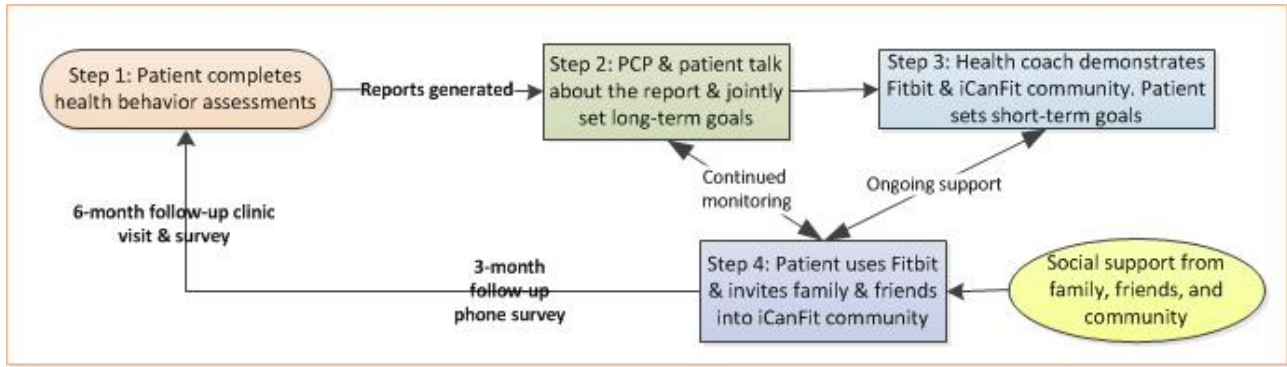 Step 1: Patient completes
health behavior assessments
Reports generated
Step 2: PCP & patient talk
about the report & jointly
set long-term goals
Step 3: Health coach demonstrates
Fitbit & iCanFit community. Patient
sets short-term goals
Continued
monitoring
Ongoing support
6-month follow-up clinic
visit & survey
3-month
follow-up
phone survey
Step 4: Patient uses Fitbit
& invites family & friends
into iCanFit community
Social support from
family, friends, and
community